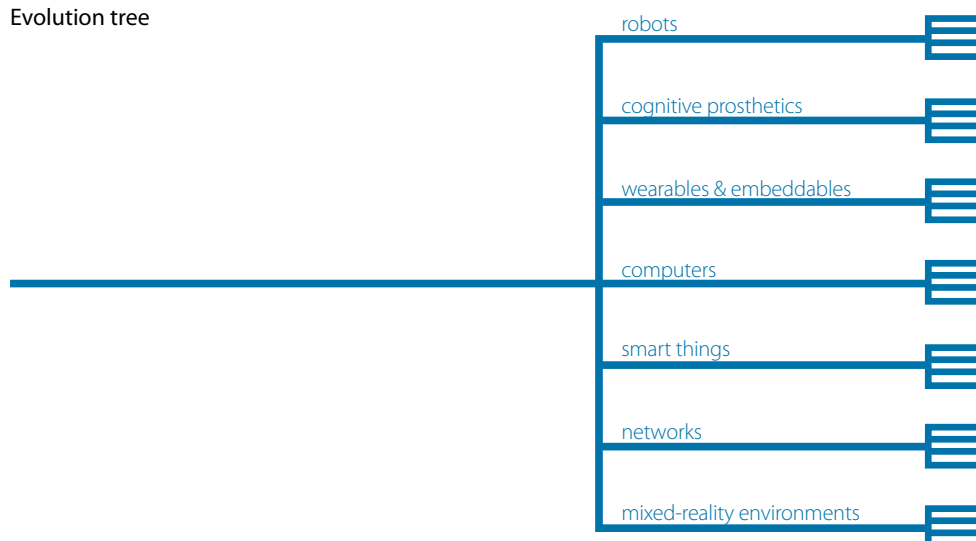 Evolution tree
robots
cognitive prosthetics
wearables & embeddables
computers
smart things
networks
mixed-reality environments